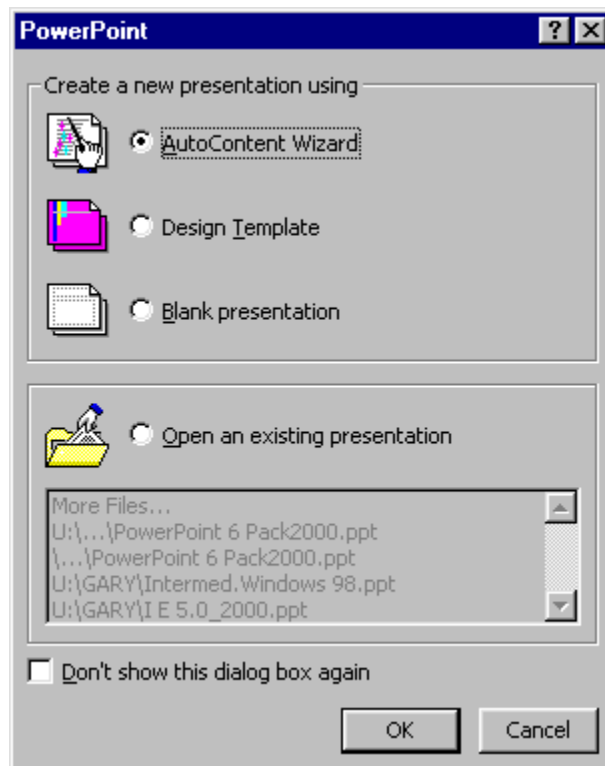 PowerPoint
Create a new presentation using
AutoContent Wizard
Design Template
Blank presentation
Open an existing presentation
More Files...
U:\...\PowerPoint 6 Pack2000.ppt
\...\PowerPoint 6 Pack2000.ppt
U:\GARY\Intermed.Windows 98.ppt
U:\GARY\I E 5.0_2000.ppt
Don't show this dialog box again
OK Cancel